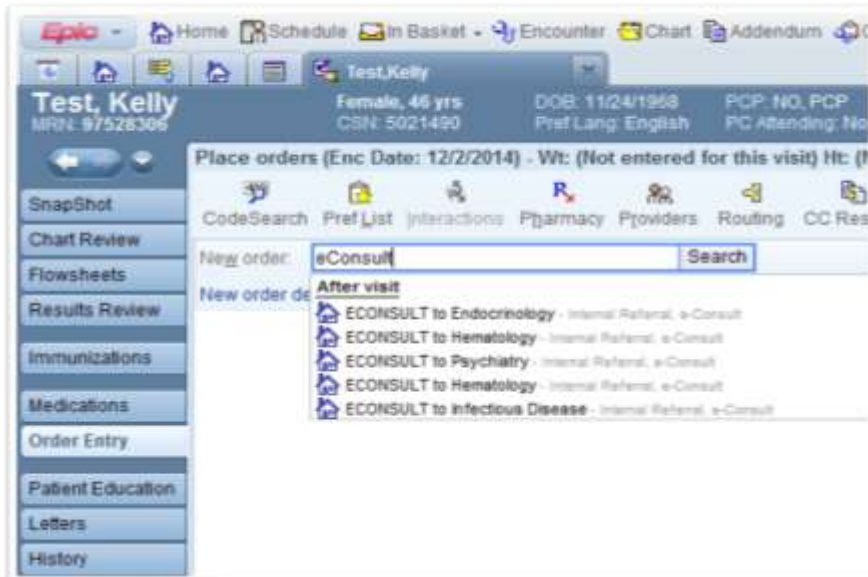 Epic Home Schedule In Basket Encounter Chart Addendum
Test,Kelly
Test, Kelly Female, 46 yrs DOB: 11/24/1968 PCP: NO, PCP
MRN: 97528306 CSN: 5021490 Pref Lang: English PC Attending: No
Place orders (Enc Date: 12/2/2014) - Wt: (Not entered for this visit) Ht: (N
CodeSearch Pref List Interactions Pharmacy Providers Routing CC Res
New order: eConsult Search
New order de
After visit
ECONSULT to Endocrinology - Internal Referral, e-Consult
ECONSULT to Hematology - Internal Referral, e-Consult
ECONSULT to Psychiatry - Internal Referral, e-Consult
ECONSULT to Hematology - Internal Referral, e-Consult
ECONSULT to Infectious Disease - Internal Referral, e-Consult
SnapShot
Chart Review
Flowsheets
Results Review
Immunizations
Medications
Order Entry
Patient Education
Letters
History